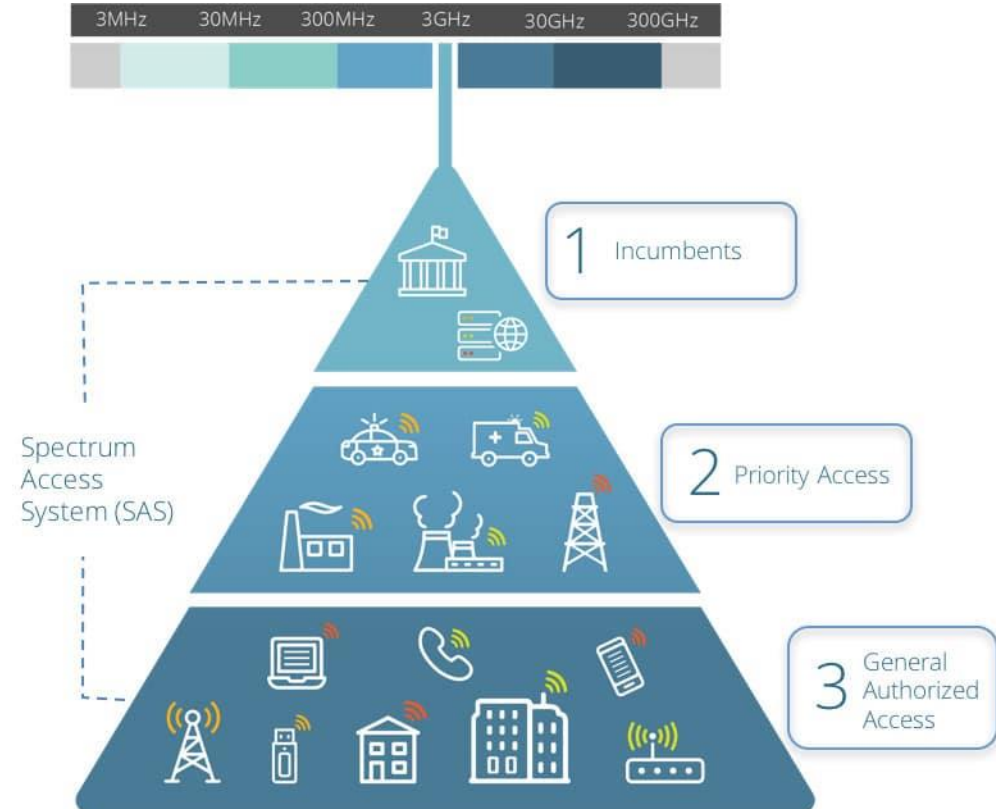 3MHz 30MHz 300MHz 3GHz 30GHz 300GHz
1 Incumbents
Spectrum
Access
System (SAS)
2 Priority Access
3 General
Authorized
Access